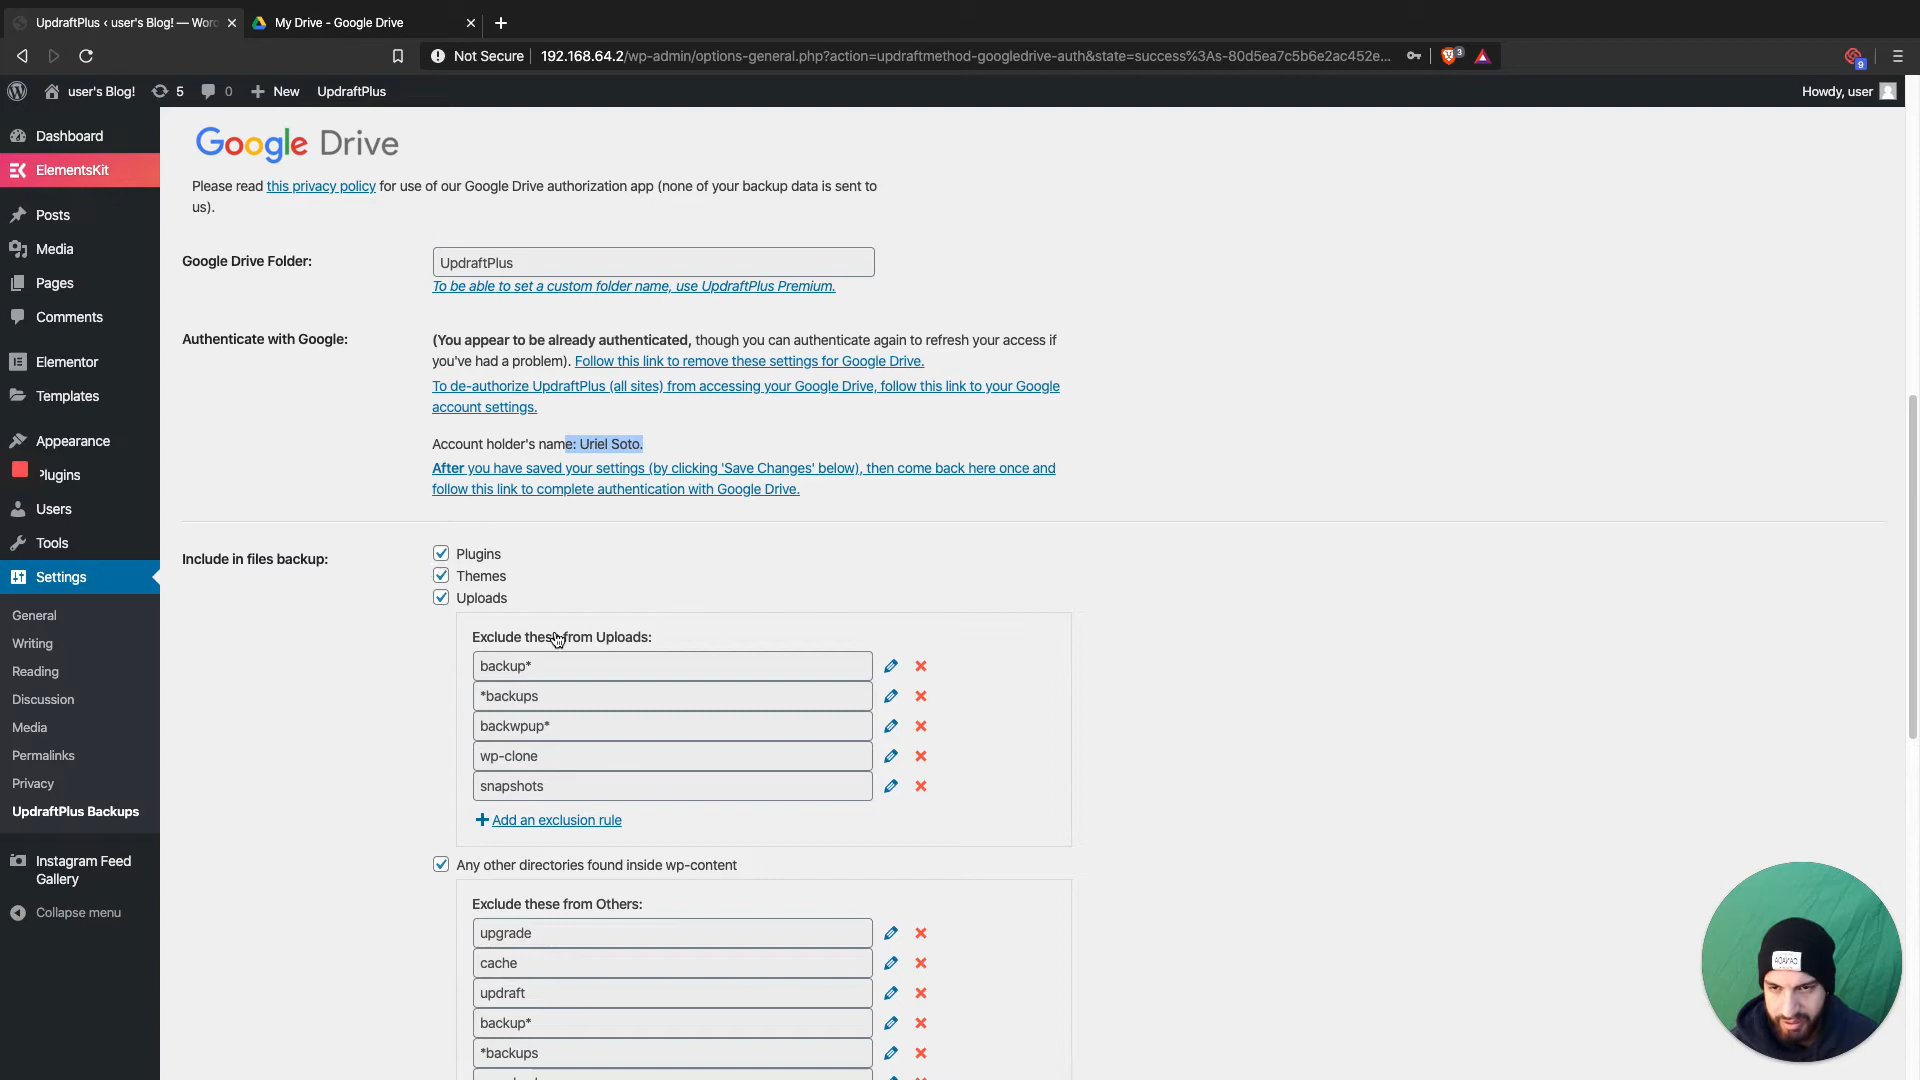 UpdraftPlus ‹ user's Blog! — Worc
My Drive - Google Drive
Not Secure
192.168.64.2/wp-admin/options-general.php?action=updraftmethod-googledrive-auth&state=success%3As-80d5ea7c5b6e2ac452e...
3
9
user's Blog!
5
0
New
UpdraftPlus
Howdy, user
Dashboard
ElementsKit
Posts
Media
Pages
Comments
Elementor
Templates
Appearance
Plugins
Users
Tools
Settings
General
Writing
Reading
Discussion
Media
Permalinks
Privacy
UpdraftPlus Backups
Instagram Feed
Gallery
Collapse menu
Google Drive
Please read this privacy policy for use of our Google Drive authorization app (none of your backup data is sent to
us).
Google Drive Folder:
UpdraftPlus
To be able to set a custom folder name, use UpdraftPlus Premium.
Authenticate with Google:
(You appear to be already authenticated, though you can authenticate again to refresh your access if
you've had a problem). Follow this link to remove these settings for Google Drive.
To de-authorize UpdraftPlus (all sites) from accessing your Google Drive, follow this link to your Google
account settings.
Account holder's name: Uriel Soto.
After you have saved your settings (by clicking 'Save Changes' below), then come back here once and
follow this link to complete authentication with Google Drive.
Include in files backup:
Plugins
Themes
Uploads
Exclude these from Uploads:
backup*
*backups
backwpup*
wp-clone
snapshots
Add an exclusion rule
Any other directories found inside wp-content
Exclude these from Others:
upgrade
cache
updraft
backup*
*backups